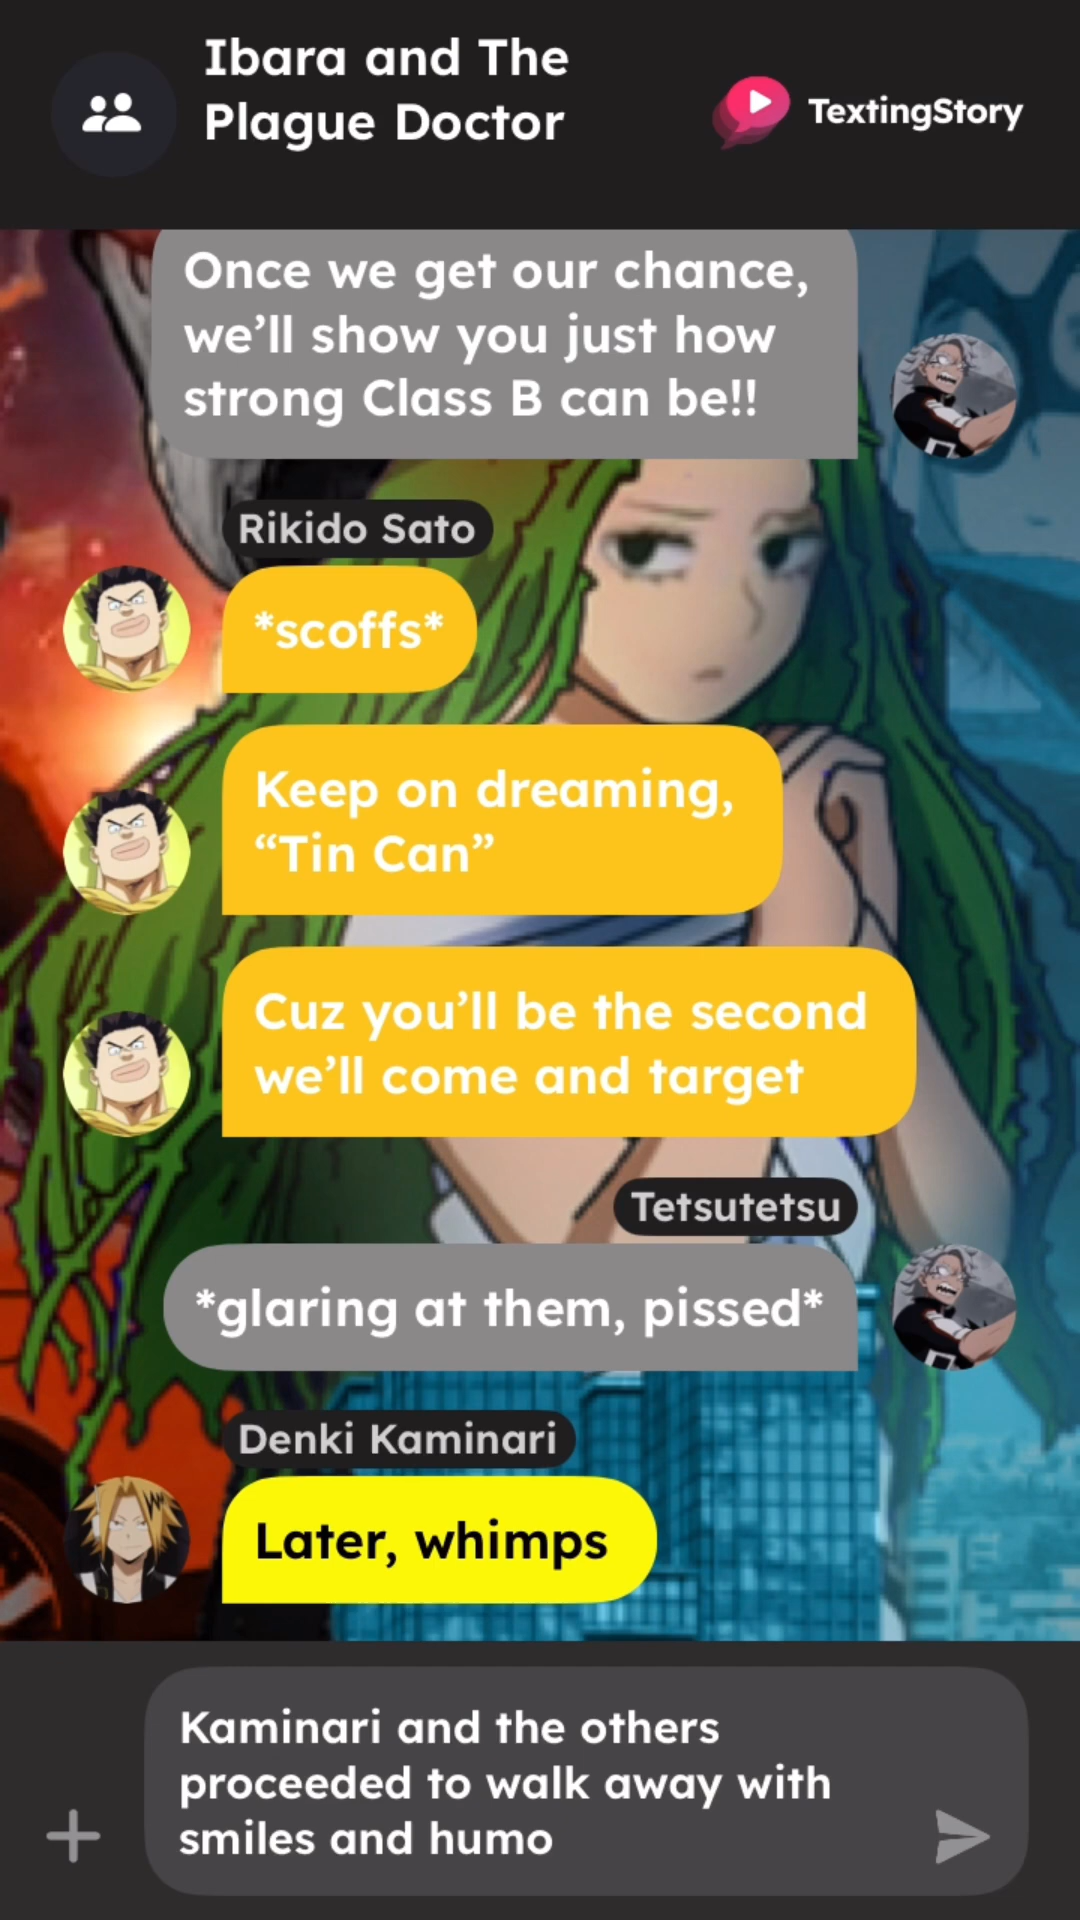 Ibara and The
Plague Doctor
TextingStory
Once we get our chance,
we’ll show you just how
strong Class B can be!!
Rikido Sato
*scoffs*
Keep on dreaming,
“Tin Can”
Cuz you’ll be the second
we’ll come and target
Tetsutetsu
*glaring at them, pissed*
Denki Kaminari
Later, whimps
Kaminari and the others
proceeded to walk away with
smiles and humo